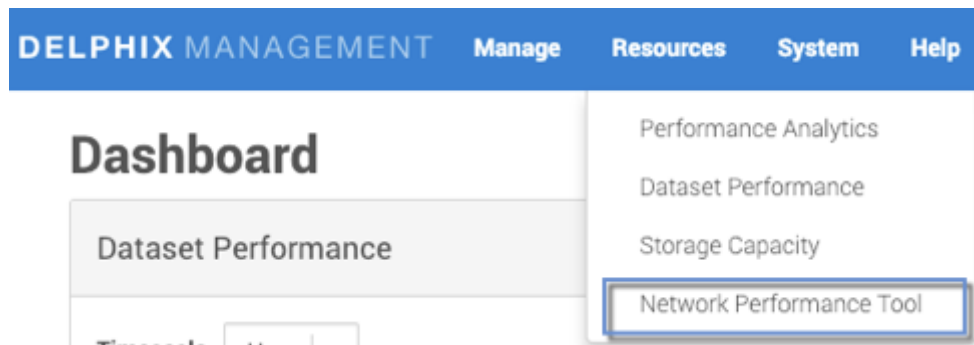 DELPHIX MANAGEMENT Manage Resources System Help
Performance Analytics
Dataset Performance
Storage Capacity
Network Performance Tool
Dashboard
Dataset Performance